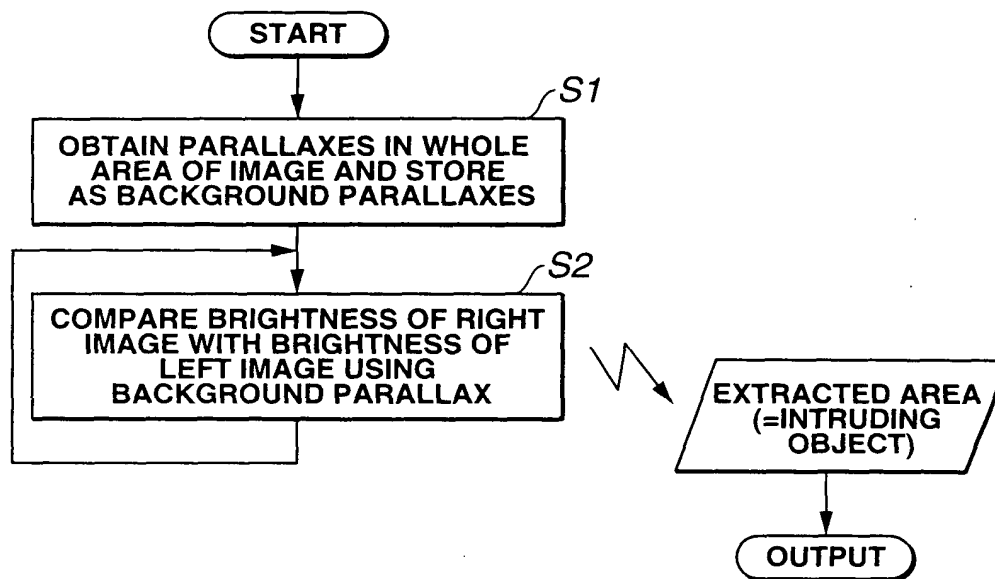 START
S1
OBTAIN PARALLAXES IN WHOLE
AREA OF IMAGE AND STORE
AS BACKGROUND PARALLAXES
S2
COMPARE BRIGHTNESS OF RIGHT
IMAGE WITH BRIGHTNESS OF
LEFT IMAGE USING
BACKGROUND PARALLAX
EXTRACTED AREA
(=INTRUDING
OBJECT)
OUTPUT